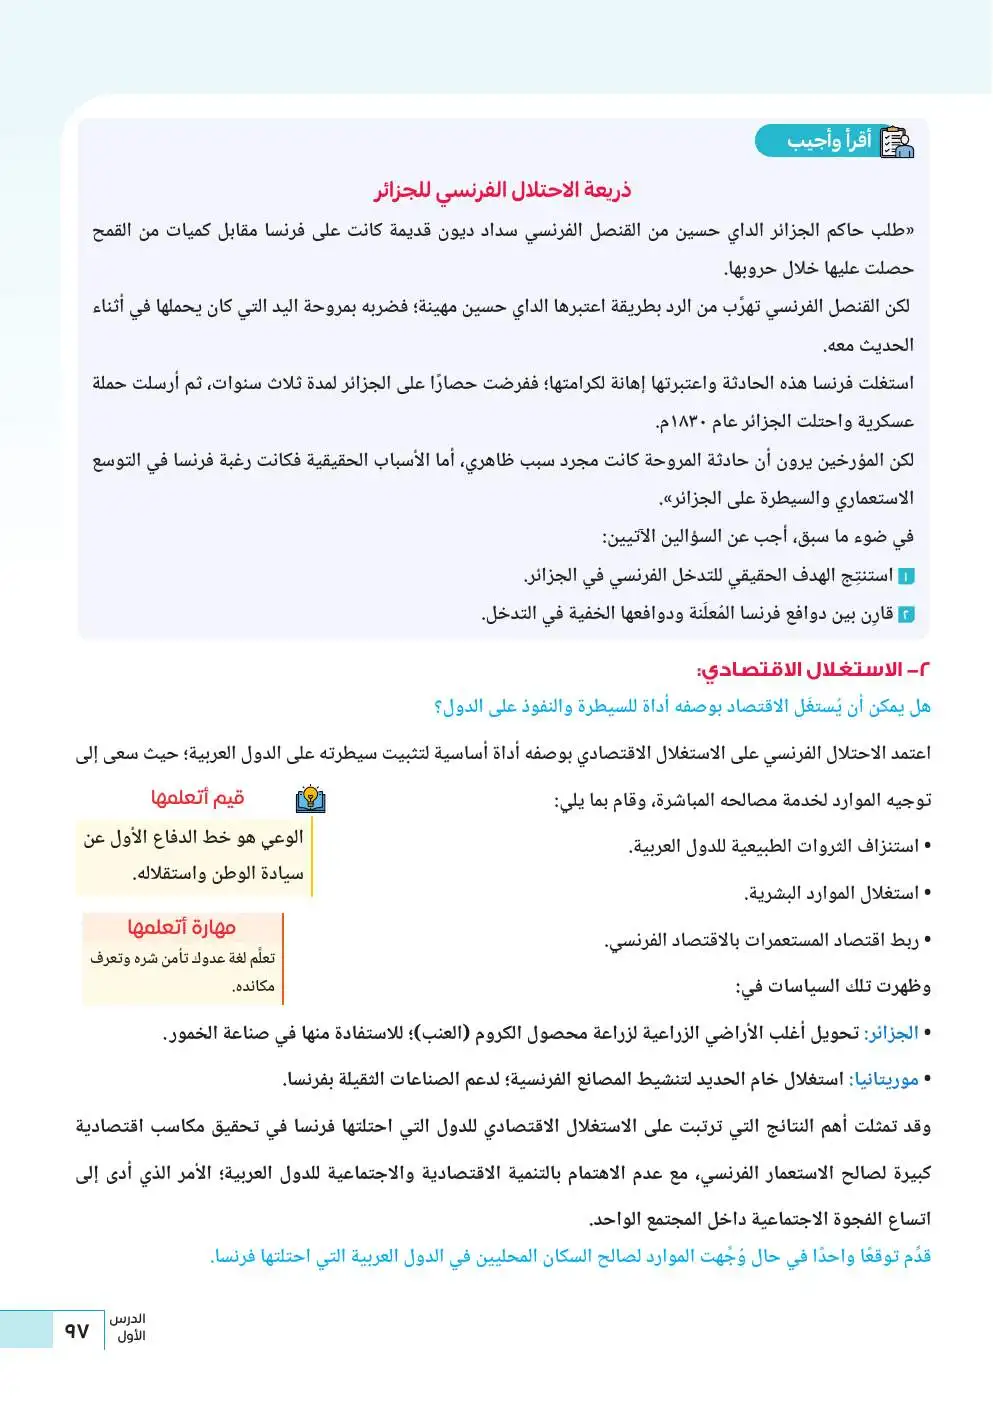 أقرأ وأجيب
ذريعة الاحتلال الفرنسي للجزائر
«طلب حاكم الجزائر الداي حسين من القنصل الفرنسي سداد ديون قديمة كانت على فرنسا مقابل كميات من القمح
حصلت عليها خلال حروبها.
لكن القنصل الفرنسي تهرَّب من الرد بطريقة اعتبرها الداي حسين مهينة؛ فضربه بمروحة اليد التي كان يحملها في أثناء
الحديث معه.
استغلت فرنسا هذه الحادثة واعتبرتها إهانة لكرامتها؛ ففرضت حصارًا على الجزائر لمدة ثلاث سنوات، ثم أرسلت حملة
عسكرية واحتلت الجزائر عام ١٨٣٠م.
لكن المؤرخين يرون أن حادثة المروحة كانت مجرد سبب ظاهري، أما الأسباب الحقيقية فكانت رغبة فرنسا في التوسع
الاستعماري والسيطرة على الجزائر».
في ضوء ما سبق، أجب عن السؤالين الآتيين:
١ استنتِج الهدف الحقيقي للتدخل الفرنسي في الجزائر.
٢ قارِن بين دوافع فرنسا المُعلَنة ودوافعها الخفية في التدخل.
٢- الاستغلال الاقتصادي:
هل يمكن أن يُستغَل الاقتصاد بوصفه أداة للسيطرة والنفوذ على الدول؟
اعتمد الاحتلال الفرنسي على الاستغلال الاقتصادي بوصفه أداة أساسية لتثبيت سيطرته على الدول العربية؛ حيث سعى إلى
توجيه الموارد لخدمة مصالحه المباشرة، وقام بما يلي:
• استنزاف الثروات الطبيعية للدول العربية.
• استغلال الموارد البشرية.
• ربط اقتصاد المستعمرات بالاقتصاد الفرنسي.
قيم أتعلمها
الوعي هو خط الدفاع الأول عن
سيادة الوطن واستقلاله.
مهارة أتعلمها
تعلَّم لغة عدوك تأمن شره وتعرف
مكانده.
وظهرت تلك السياسات في:
• الجزائر: تحويل أغلب الأراضي الزراعية لزراعة محصول الكروم (العنب)؛ للاستفادة منها في صناعة الخمور.
• موريتانيا: استغلال خام الحديد لتنشيط المصانع الفرنسية؛ لدعم الصناعات الثقيلة بفرنسا.
وقد تمثلت أهم النتائج التي ترتبت على الاستغلال الاقتصادي للدول التي احتلتها فرنسا في تحقيق مكاسب اقتصادية
كبيرة لصالح الاستعمار الفرنسي، مع عدم الاهتمام بالتنمية الاقتصادية والاجتماعية للدول العربية؛ الأمر الذي أدى إلى
اتساع الفجوة الاجتماعية داخل المجتمع الواحد.
قدِّم توقعًا واحدًا في حال وُجِّهت الموارد لصالح السكان المحليين في الدول العربية التي احتلتها فرنسا.
الدرس
الأول
٩٧